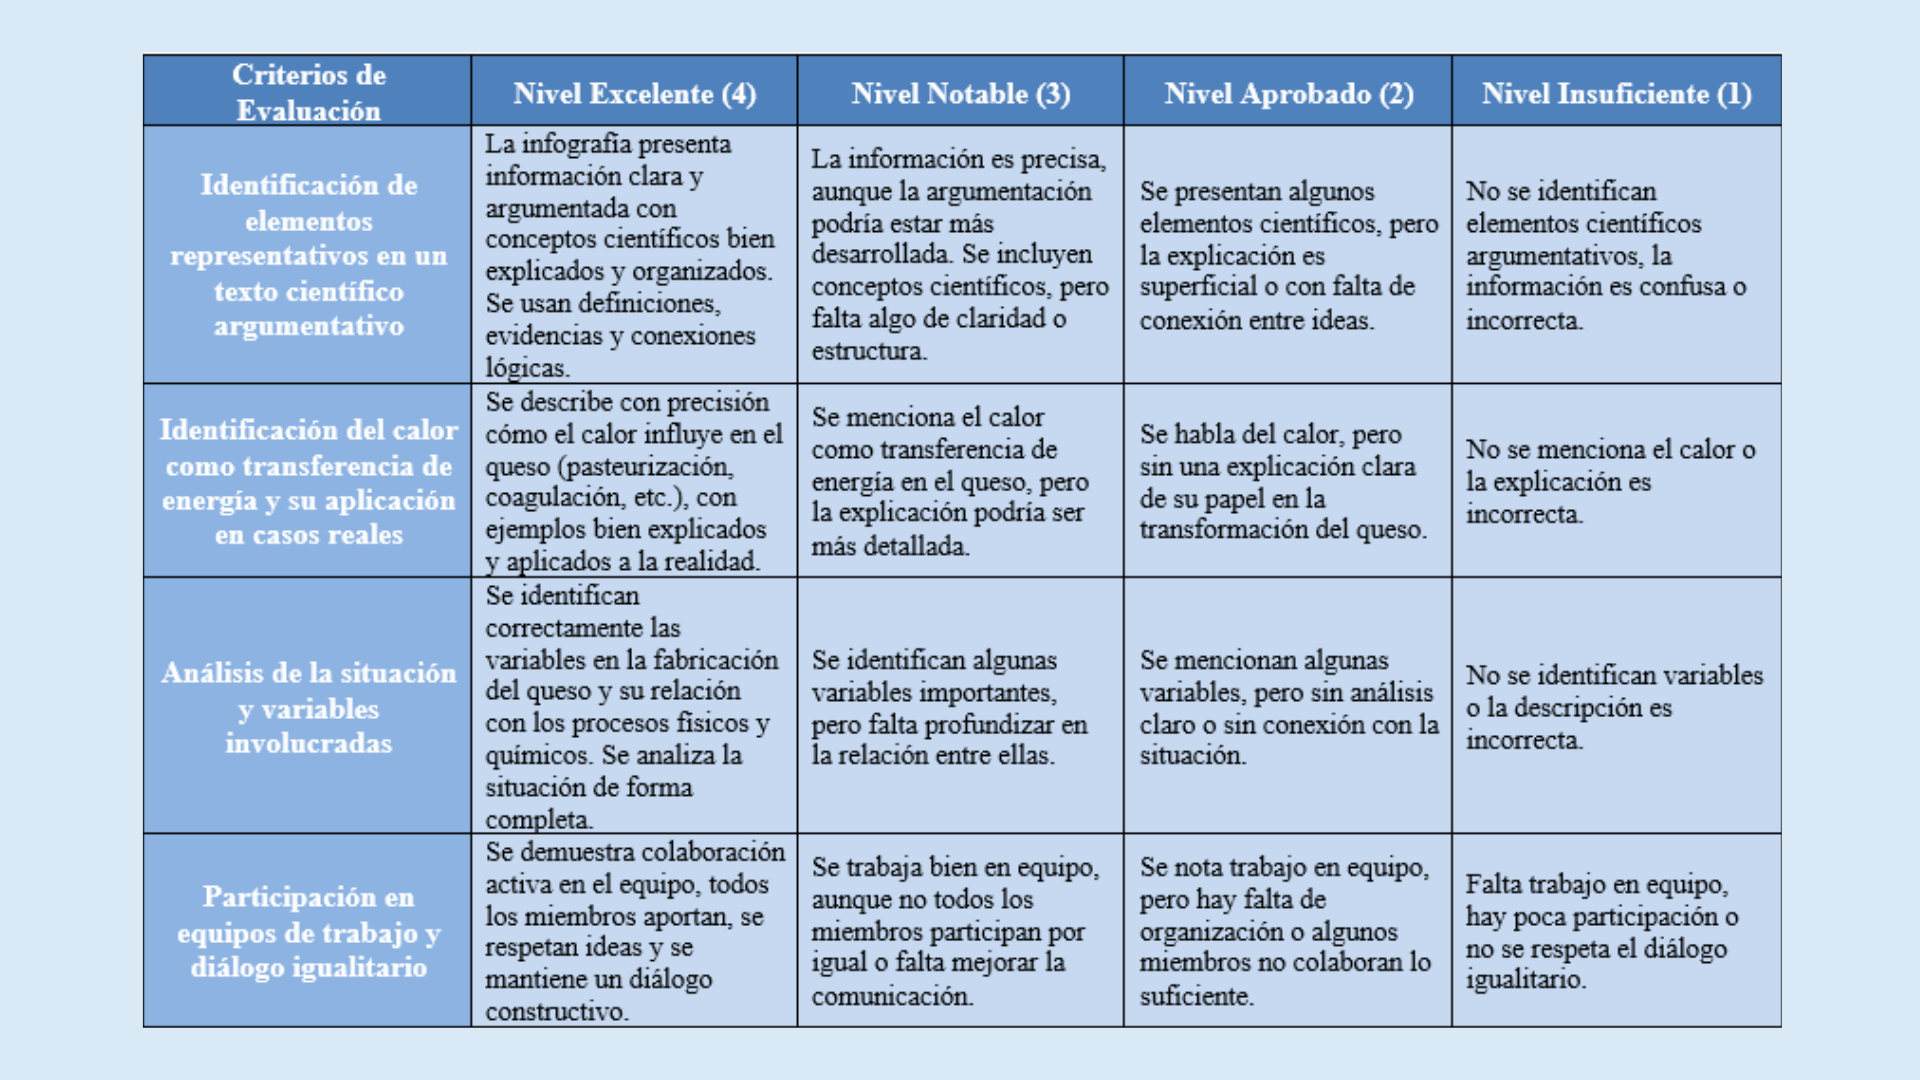 Criterios de
Evaluación
Nivel Excelente (4)
Nivel Notable (3)
Nivel Aprobado (2)
Nivel Insuficiente (1)
Identificación de
elementos
representativos en un
texto científico
argumentativo
La infografía presenta
información clara y
argumentada con
conceptos científicos bien
explicados y organizados.
Se usan definiciones,
evidencias y conexiones
lógicas.
La información es precisa,
aunque la argumentación
podría estar más
desarrollada. Se incluyen
conceptos científicos, pero
falta algo de claridad o
estructura.
Se presentan algunos
elementos científicos, pero
la explicación es
superficial o con falta de
conexión entre ideas.
No se identifican
elementos científicos
argumentativos, la
información es confusa o
incorrecta.
Identificación del calor
como transferencia de
energía y su aplicación
en casos reales
Se describe con precisión
cómo el calor influye en el
queso (pasteurización,
coagulación, etc.), con
ejemplos bien explicados
y aplicados a la realidad.
Se menciona el calor
como transferencia de
energía en el queso, pero
la explicación podría ser
más detallada.
Se habla del calor, pero
sin una explicación clara
de su papel en la
transformación del queso.
No se menciona el calor o
la explicación es
incorrecta.
Análisis de la situación
y variables
involucradas
Se identifican
correctamente las
variables en la fabricación
del queso y su relación
con los procesos físicos y
químicos. Se analiza la
situación de forma
completa.
Se identifican algunas
variables importantes,
pero falta profundizar en
la relación entre ellas.
Se mencionan algunas
variables, pero sin análisis
claro o sin conexión con la
situación.
No se identifican variables
o la descripción es
incorrecta.
Participación en
equipos de trabajo y
diálogo igualitario
Se demuestra colaboración
activa en el equipo, todos
los miembros aportan, se
respetan ideas y se
mantiene un diálogo
constructivo.
Se trabaja bien en equipo,
aunque no todos los
miembros participan por
igual o falta mejorar la
comunicación.
Se nota trabajo en equipo,
pero hay falta de
organización o algunos
miembros no colaboran lo
suficiente.
Falta trabajo en equipo,
hay poca participación o
no se respeta el diálogo
igualitario.